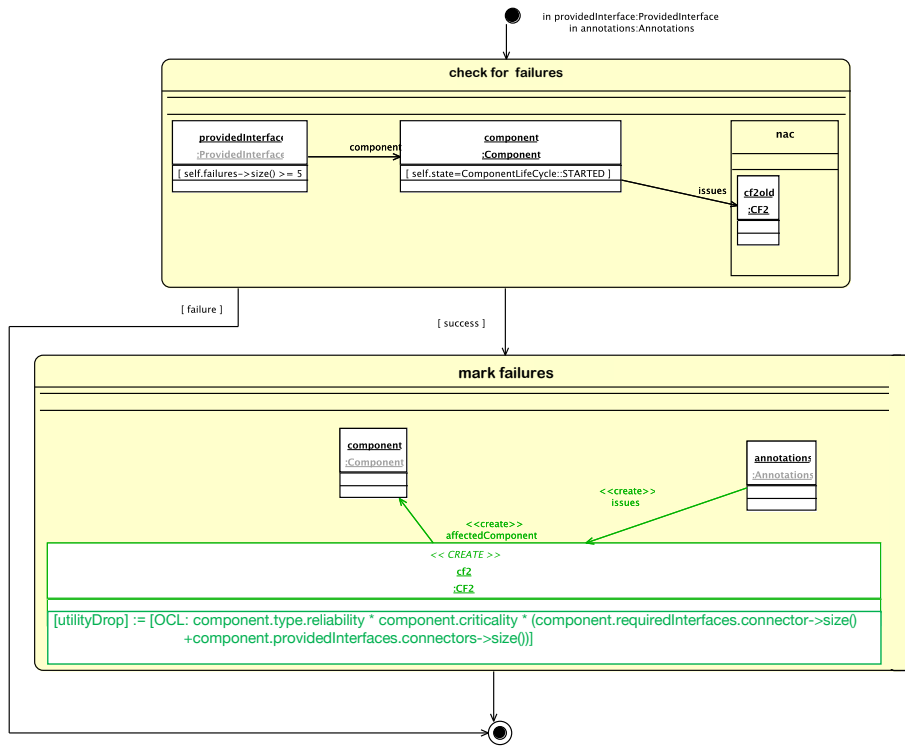 in providedInterface:ProvidedInterface
in annotations:Annotations
check for failures
providedInterface
:ProvidedInterface
[ self.failures->size() >= 5
component
component
:Component
[ self.state=ComponentLifeCycle::STARTED ]
nac
issues
cf2old
:CF2
[ failure ]
[ success ]
mark failures
component
:Component
annotations
:Annotations
<<create>>
issues
<<create>>
affectedComponent
<< CREATE >>
cf2
:CF2
[utilityDrop] := [OCL: component.type.reliability * component.criticality * (component.requiredInterfaces.connector->size()
+component.providedInterfaces.connectors->size())]